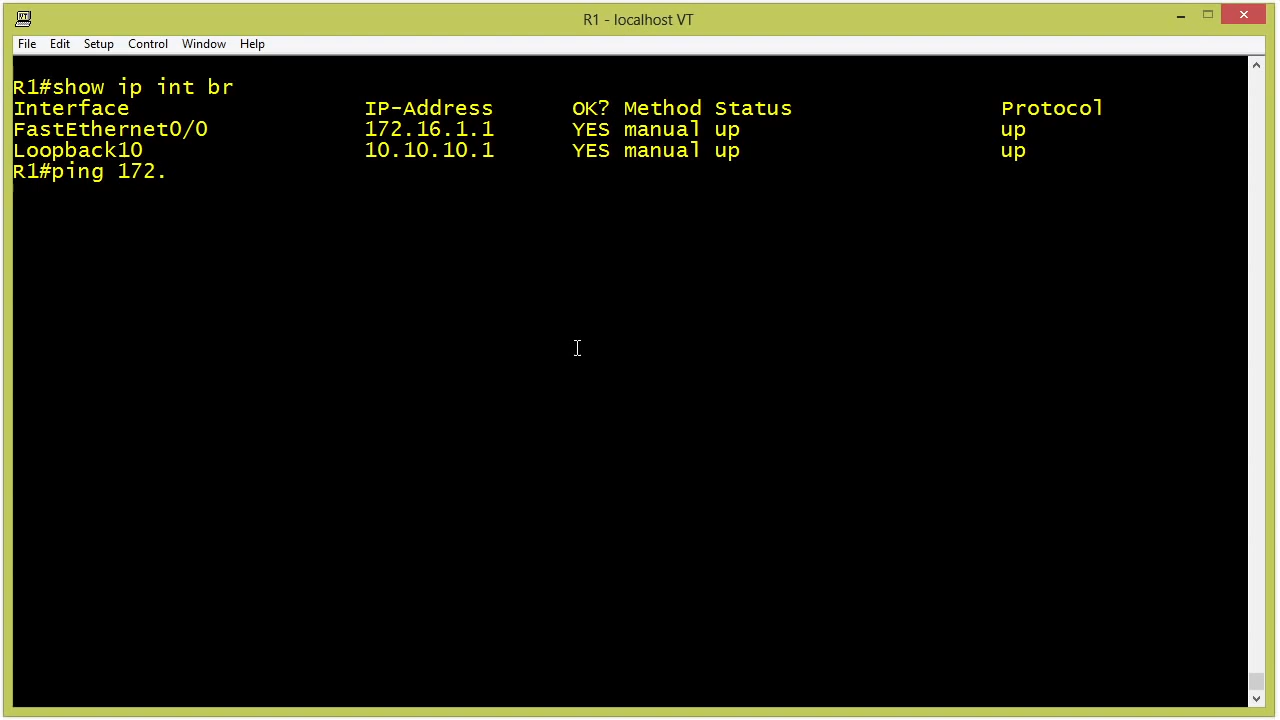 R1 - localhost VT
File Edit Setup Control Window Help
R1#show ip int br
Interface IP-Address OK? Method Status Protocol
FastEthernet0/0 172.16.1.1 YES manual up up
Loopback10 10.10.10.1 YES manual up up
R1#ping 172.